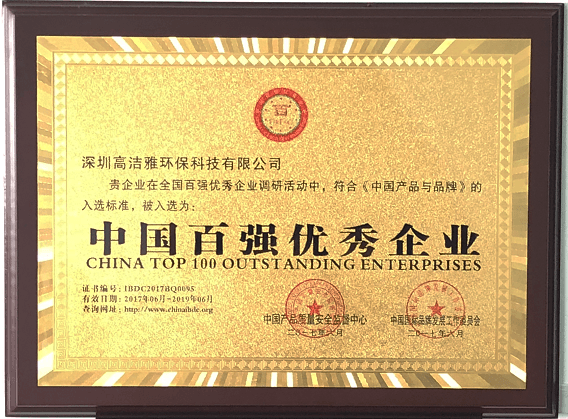 深圳高洁雅环保科技有限公司
贵企业在全国百强优秀企业调研活动中，符合《中国产品与品牌》的
入选标准，被入选为：
中国百强优秀企业
CHINA TOP 100 OUTSTANDING ENTERPRISES
证书编号：IBDC2017BQ0095
有效日期：2017年06月-2019年06月
查询网址：http://www.chinaibdc.org
中国产品质量安全监督中心
二〇一七年六月
中国国际品牌发展工作委员会
二〇一七年六月